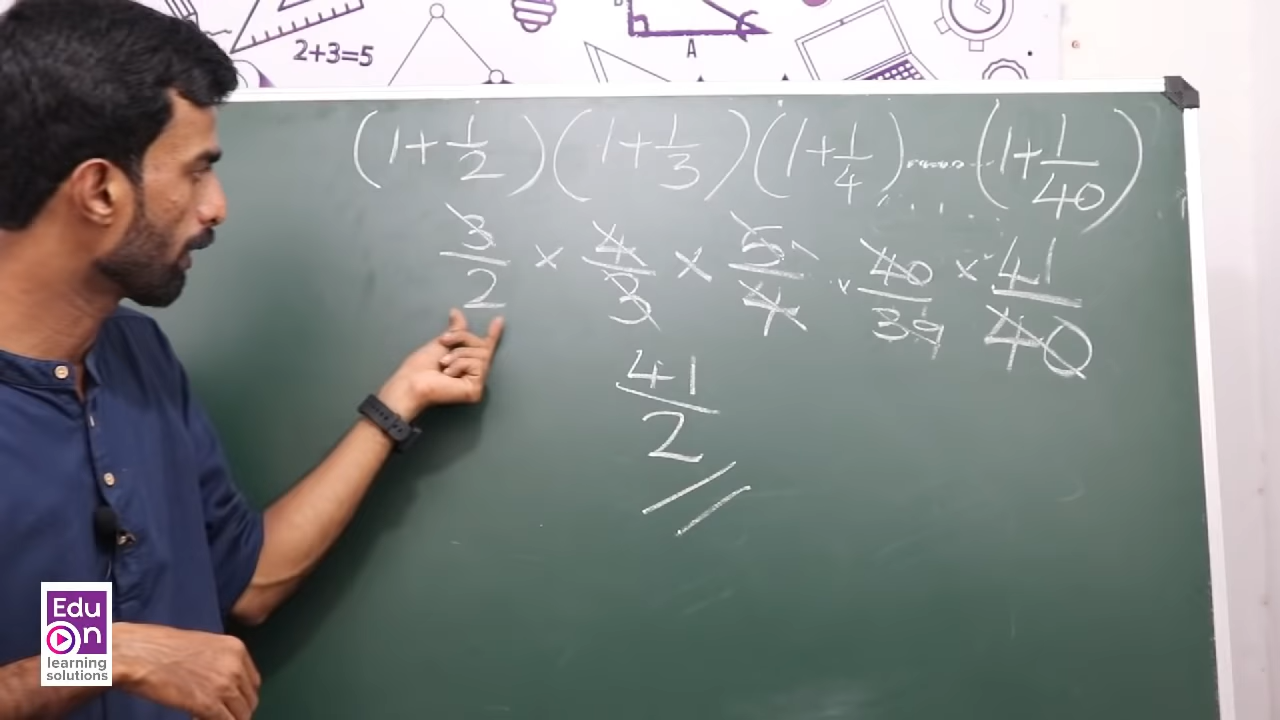 2+3=5
A
(1+1/2)(1+1/3)(1+1/4)........(1+1/40)
3/2 × 4/3 × 5/4 × 40/39 × 41/40
41/2
Edu
On
learning
solutions